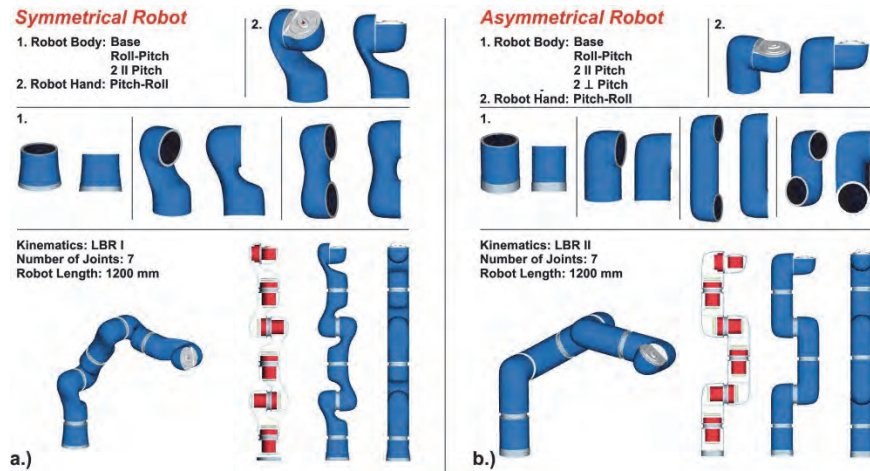 Symmetrical Robot
1. Robot Body: Base
Roll-Pitch
2 II Pitch
2. Robot Hand: Pitch-Roll
2.
1.
Kinematics: LBR I
Number of Joints: 7
Robot Length: 1200 mm
a.)
Asymmetrical Robot
1. Robot Body: Base
Roll-Pitch
2 II Pitch
2 ⊥ Pitch
2. Robot Hand: Pitch-Roll
2.
1.
Kinematics: LBR II
Number of Joints: 7
Robot Length: 1200 mm
b.)